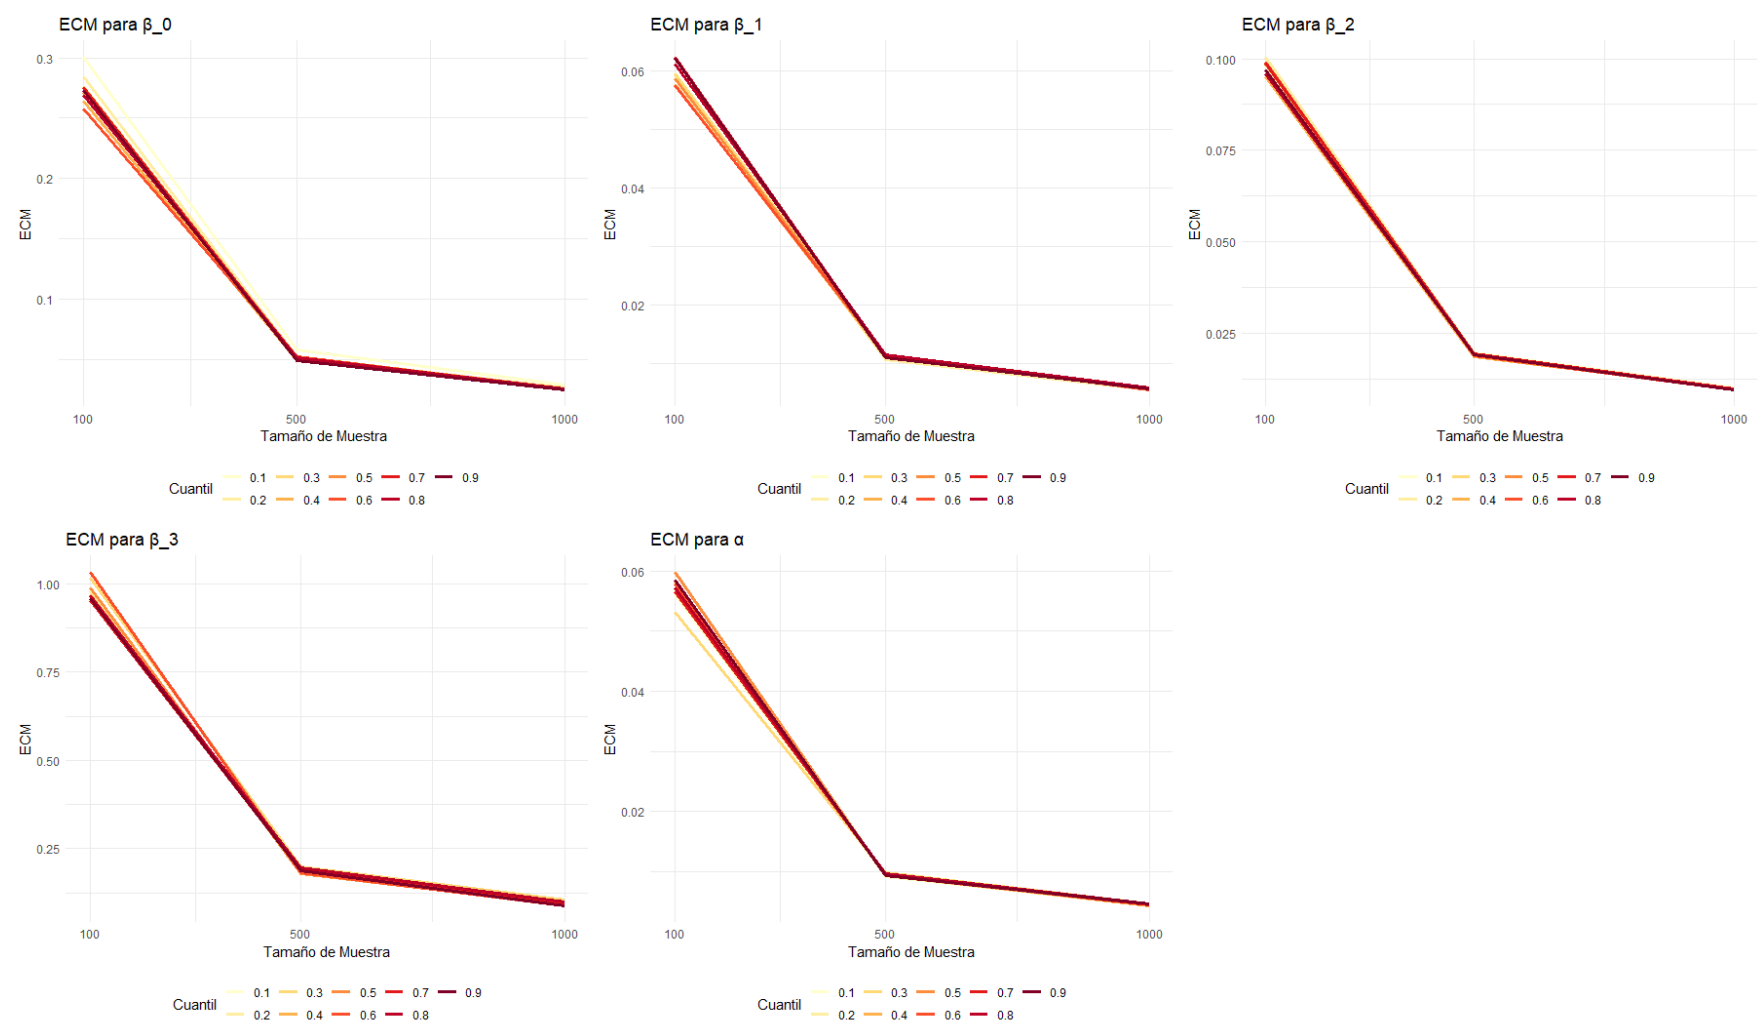 ECM para β_0
ECM
0.3
0.2
0.1
100 500 1000
Tamaño de Muestra
Cuantil 0.1 0.3 0.5 0.7 0.9
0.2 0.4 0.6 0.8
ECM para β_1
ECM
0.06
0.04
0.02
100 500 1000
Tamaño de Muestra
Cuantil 0.1 0.3 0.5 0.7 0.9
0.2 0.4 0.6 0.8
ECM para β_2
ECM
0.100
0.075
0.050
0.025
100 500 1000
Tamaño de Muestra
Cuantil 0.1 0.3 0.5 0.7 0.9
0.2 0.4 0.6 0.8
ECM para β_3
ECM
1.00
0.75
0.50
0.25
100 500 1000
Tamaño de Muestra
Cuantil 0.1 0.3 0.5 0.7 0.9
0.2 0.4 0.6 0.8
ECM para α
ECM
0.06
0.04
0.02
100 500 1000
Tamaño de Muestra
Cuantil 0.1 0.3 0.5 0.7 0.9
0.2 0.4 0.6 0.8